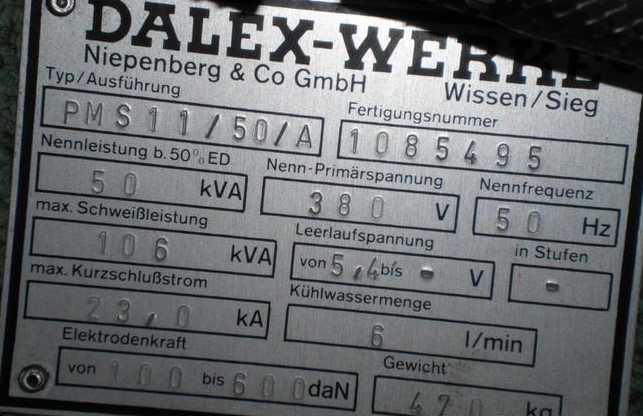 DALEX-WERKE
Niepenberg & Co GmbH Wissen/Sieg
Typ/Ausführung
PMS 11/50/A
Fertigungsnummer
1085495
Nennleistung b. 50% ED
50 kVA
Nenn-Primärspannung
380 V
Nennfrequenz
50 Hz
max. Schweißleistung
106 kVA
Leerlaufspannung
von 5,4 bis - V
in Stufen
-
max. Kurzschlußstrom
23,0 kA
Kühlwassermenge
6 l/min
Elektrodenkraft
von 100 bis 600 daN
Gewicht
470 kg